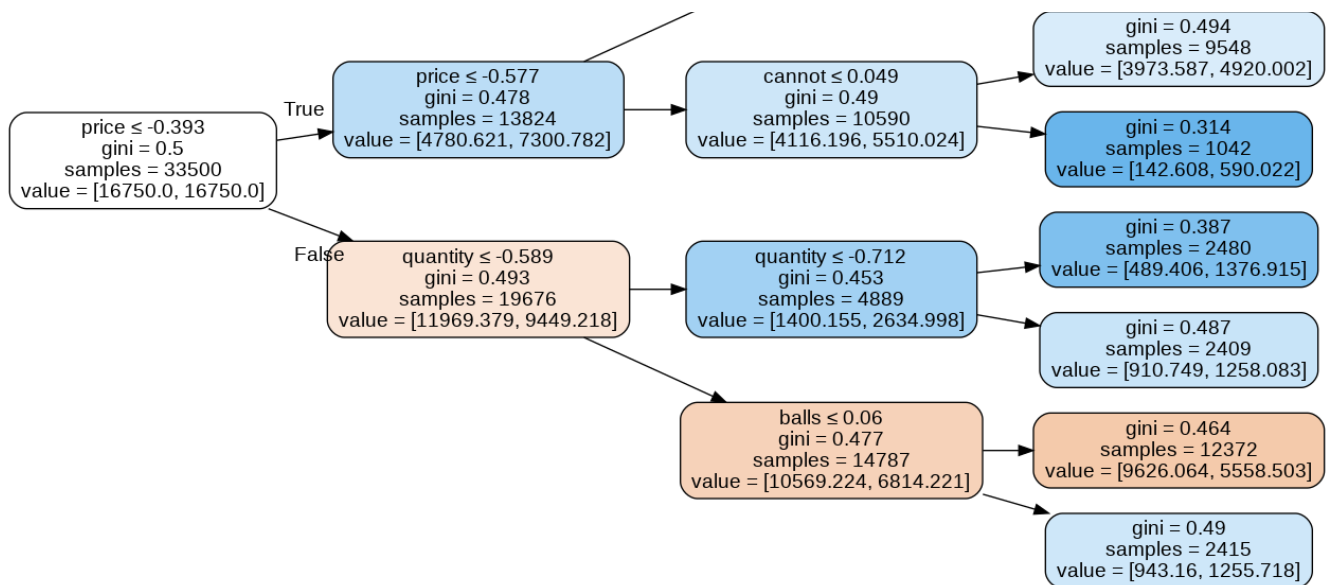 price ≤ -0.393
gini = 0.5
samples = 33500
value = [16750.0, 16750.0]
True
False
price ≤ -0.577
gini = 0.478
samples = 13824
value = [4780.621, 7300.782]
quantity ≤ -0.589
gini = 0.493
samples = 19676
value = [11969.379, 9449.218]
cannot ≤ 0.049
gini = 0.49
samples = 10590
value = [4116.196, 5510.024]
quantity ≤ -0.712
gini = 0.453
samples = 4889
value = [1400.155, 2634.998]
balls ≤ 0.06
gini = 0.477
samples = 14787
value = [10569.224, 6814.221]
gini = 0.494
samples = 9548
value = [3973.587, 4920.002]
gini = 0.314
samples = 1042
value = [142.608, 590.022]
gini = 0.387
samples = 2480
value = [489.406, 1376.915]
gini = 0.487
samples = 2409
value = [910.749, 1258.083]
gini = 0.464
samples = 12372
value = [9626.064, 5558.503]
gini = 0.49
samples = 2415
value = [943.16, 1255.718]